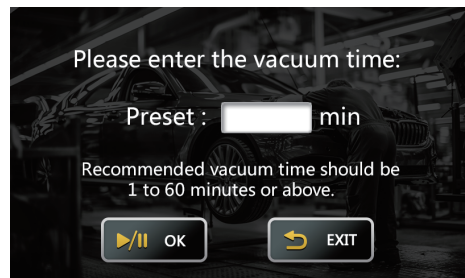 Please enter the vacuum time:
Preset : min
Recommended vacuum time should be
1 to 60 minutes or above.
OK EXIT